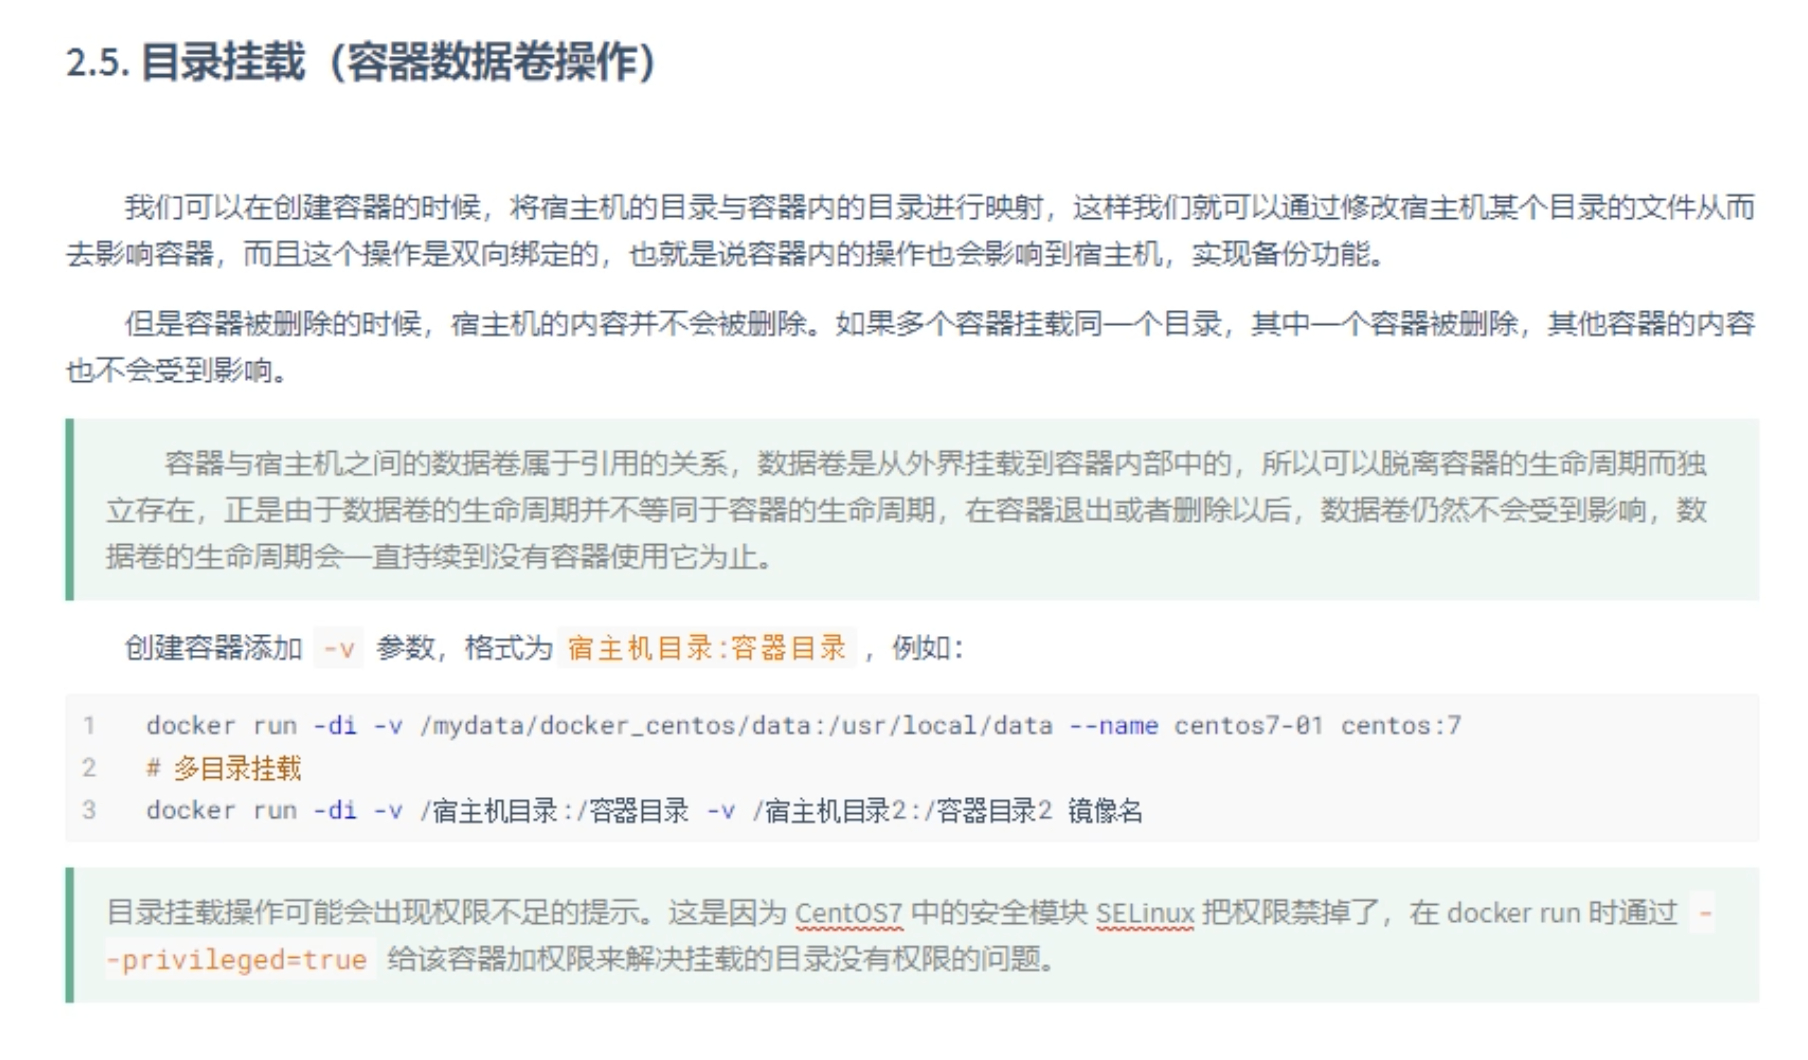 2.5. 目录挂载（容器数据卷操作）
我们可以在创建容器的时候，将宿主机的目录与容器内的目录进行映射，这样我们就可以通过修改宿主机某个目录的文件从而
去影响容器，而且这个操作是双向绑定的，也就是说容器内的操作也会影响到宿主机，实现备份功能。
但是容器被删除的时候，宿主机的内容并不会被删除。如果多个容器挂载同一个目录，其中一个容器被删除，其他容器的内容
也不会受到影响。
容器与宿主机之间的数据卷属于引用的关系，数据卷是从外界挂载到容器内部中的，所以可以脱离容器的生命周期而独
立存在，正是由于数据卷的生命周期并不等同于容器的生命周期，在容器退出或者删除以后，数据卷仍然不会受到影响，数
据卷的生命周期会一直持续到没有容器使用它为止。
创建容器添加 -v 参数，格式为 宿主机目录:容器目录 ，例如：
1 docker run -di -v /mydata/docker_centos/data:/usr/local/data --name centos7-01 centos:7
2 # 多目录挂载
3 docker run -di -v /宿主机目录:/容器目录 -v /宿主机目录2:/容器目录2 镜像名
目录挂载操作可能会出现权限不足的提示。这是因为 CentOS7 中的安全模块 SELinux 把权限禁掉了，在 docker run 时通过 -
-privileged=true 给该容器加权限来解决挂载的目录没有权限的问题。